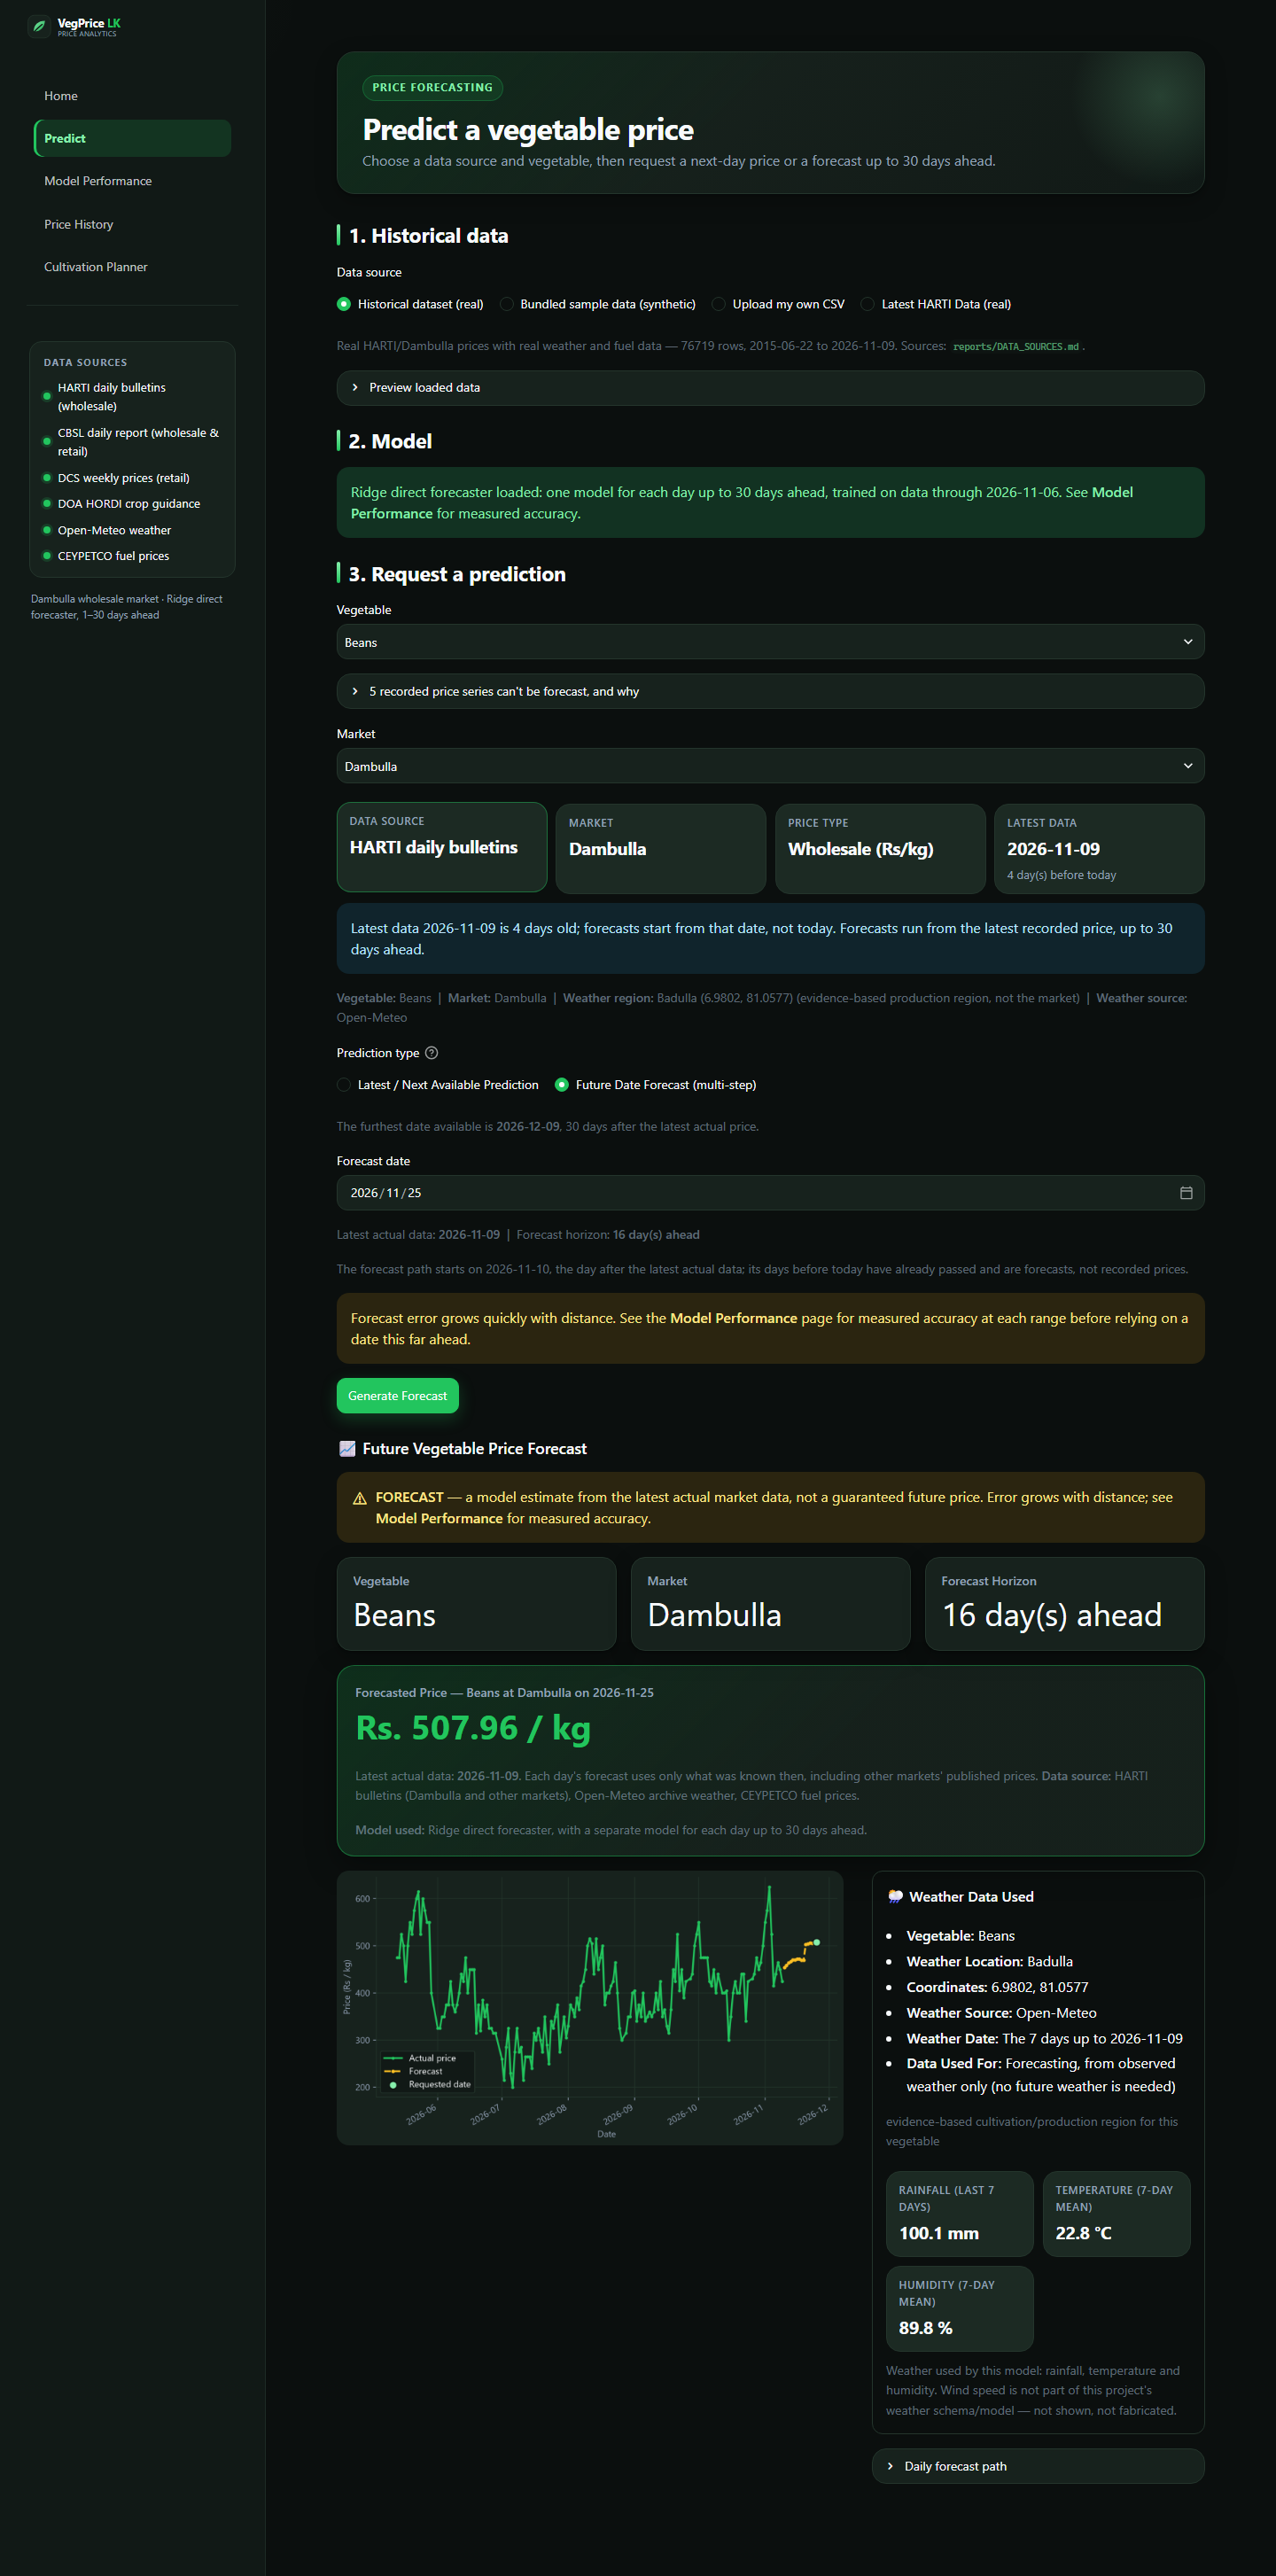 VegPrice LK
PRICE ANALYTICS
Home
Predict
Model Performance
Price History
Cultivation Planner
DATA SOURCES
HARTI daily bulletins
(wholesale)
CBSL daily report (wholesale &
retail)
DCS weekly prices (retail)
DOA HORDI crop guidance
Open-Meteo weather
CEYPETCO fuel prices
Dambulla wholesale market · Ridge direct
forecaster, 1–30 days ahead
PRICE FORECASTING
Predict a vegetable price
Choose a data source and vegetable, then request a next-day price or a forecast up to 30 days ahead.
1. Historical data
Data source
Historical dataset (real)
Bundled sample data (synthetic)
Upload my own CSV
Latest HARTI Data (real)
Real HARTI/Dambulla prices with real weather and fuel data — 76719 rows, 2015-06-22 to 2026-11-09. Sources: reports/DATA_SOURCES.md.
Preview loaded data
2. Model
Ridge direct forecaster loaded: one model for each day up to 30 days ahead, trained on data through 2026-11-06. See Model
Performance for measured accuracy.
3. Request a prediction
Vegetable
Beans
5 recorded price series can't be forecast, and why
Market
Dambulla
DATA SOURCE
HARTI daily bulletins
MARKET
Dambulla
PRICE TYPE
Wholesale (Rs/kg)
LATEST DATA
2026-11-09
4 day(s) before today
Latest data 2026-11-09 is 4 days old; forecasts start from that date, not today. Forecasts run from the latest recorded price, up to 30
days ahead.
Vegetable: Beans | Market: Dambulla | Weather region: Badulla (6.9802, 81.0577) (evidence-based production region, not the market) | Weather source:
Open-Meteo
Prediction type
Latest / Next Available Prediction
Future Date Forecast (multi-step)
The furthest date available is 2026-12-09, 30 days after the latest actual price.
Forecast date
2026/11/25
Latest actual data: 2026-11-09 | Forecast horizon: 16 day(s) ahead
The forecast path starts on 2026-11-10, the day after the latest actual data; its days before today have already passed and are forecasts, not recorded prices.
Forecast error grows quickly with distance. See the Model Performance page for measured accuracy at each range before relying on a
date this far ahead.
Generate Forecast
Future Vegetable Price Forecast
FORECAST — a model estimate from the latest actual market data, not a guaranteed future price. Error grows with distance; see
Model Performance for measured accuracy.
Vegetable
Beans
Market
Dambulla
Forecast Horizon
16 day(s) ahead
Forecasted Price — Beans at Dambulla on 2026-11-25
Rs. 507.96 / kg
Latest actual data: 2026-11-09. Each day's forecast uses only what was known then, including other markets' published prices. Data source: HARTI
bulletins (Dambulla and other markets), Open-Meteo archive weather, CEYPETCO fuel prices.
Model used: Ridge direct forecaster, with a separate model for each day up to 30 days ahead.
600
500
400
300
200
Price (Rs / kg)
Actual price
Forecast
Requested date
2026-06
2026-07
2026-08
2026-09
2026-10
2026-11
2026-12
Date
Weather Data Used
Vegetable: Beans
Weather Location: Badulla
Coordinates: 6.9802, 81.0577
Weather Source: Open-Meteo
Weather Date: The 7 days up to 2026-11-09
Data Used For: Forecasting, from observed
weather only (no future weather is needed)
evidence-based cultivation/production region for this
vegetable
RAINFALL (LAST 7
DAYS)
100.1 mm
TEMPERATURE (7-DAY
MEAN)
22.8 °C
HUMIDITY (7-DAY
MEAN)
89.8 %
Weather used by this model: rainfall, temperature and
humidity. Wind speed is not part of this project's
weather schema/model — not shown, not fabricated.
Daily forecast path